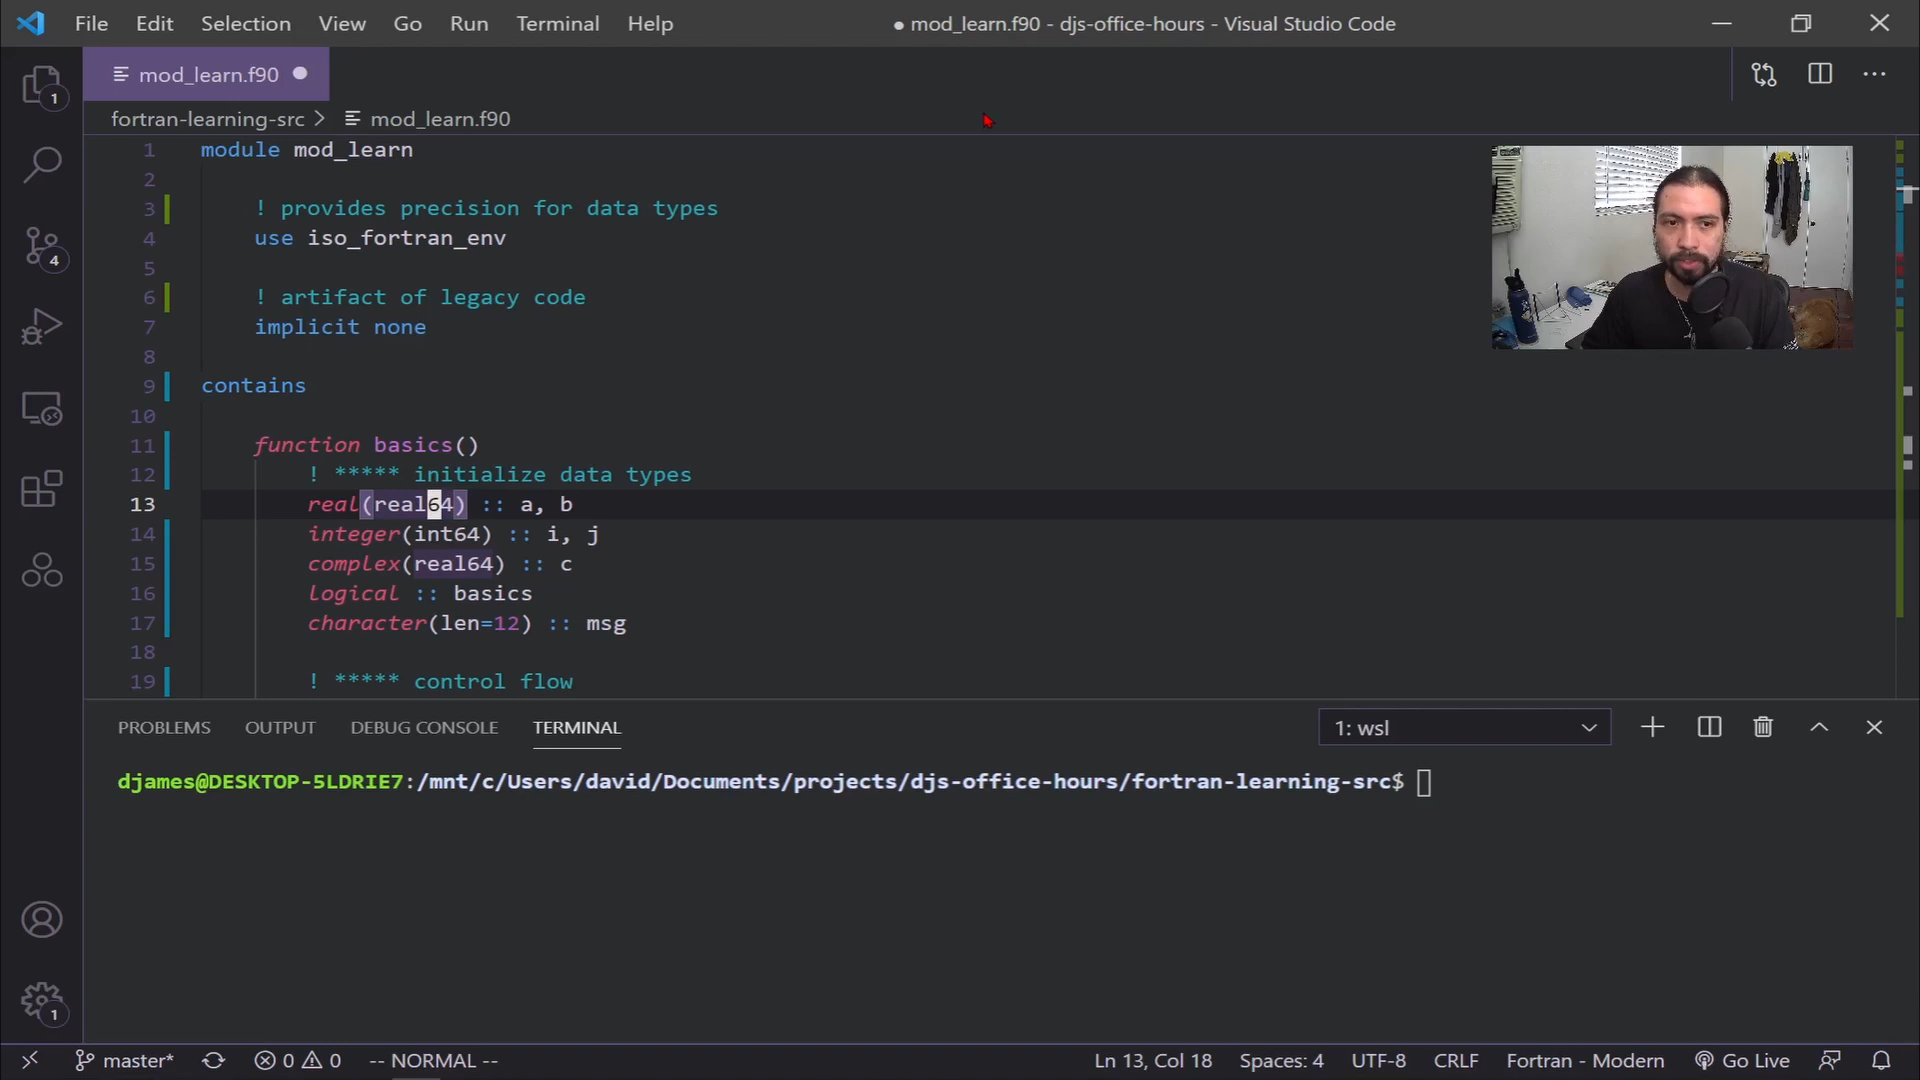 File Edit Selection View Go Run Terminal Help ● mod_learn.f90 - djs-office-hours - Visual Studio Code
mod_learn.f90
fortran-learning-src > mod_learn.f90
1 module mod_learn
2
3 ! provides precision for data types
4 use iso_fortran_env
5
6 ! artifact of legacy code
7 implicit none
8
9 contains
10
11 function basics()
12 ! ***** initialize data types
13 real(real64) :: a, b
14 integer(int64) :: i, j
15 complex(real64) :: c
16 logical :: basics
17 character(len=12) :: msg
18
19 ! ***** control flow
1
4
1
PROBLEMS OUTPUT DEBUG CONSOLE TERMINAL 1: wsl
djames@DESKTOP-5LDRIE7:/mnt/c/Users/david/Documents/projects/djs-office-hours/fortran-learning-src$
master* 0 0 -- NORMAL -- Ln 13, Col 18 Spaces: 4 UTF-8 CRLF Fortran - Modern Go Live